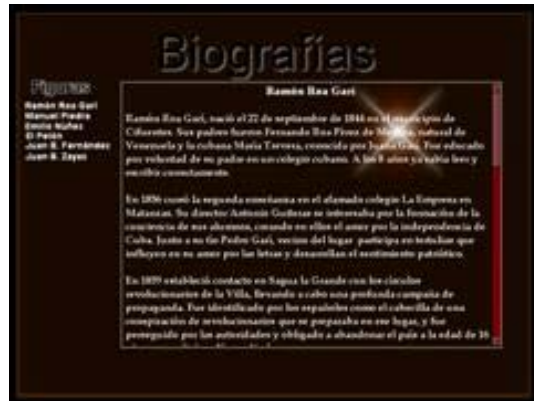 Biografías
Figuras
Ramón Roa Garí
Manuel Piedra
Emilio Núñez
El Pelón
Juan B. Fernández
Juan B. Zayas
Ramón Roa Garí
Ramón Roa Garí, nació el 27 de septiembre de 1844 en el municipio de
Cifuentes. Sus padres fueron Fernando Roa Pérez de natural de
Venezuela y la cubana María conocida por Garí. Fue educado
por voluntad de su padre en un colegio cubano. A los 8 años ya sabía leer y
escribir correctamente.
En 1856 cursó la segunda enseñanza en el afamado colegio La Empresa en
Matanzas. Su director Antonio Guiteras se interesaba por la formación de la
conciencia de sus alumnos, creando en ellos el amor por la independencia de
Cuba. Junto a su tío Pedro Garí, vecino del lugar participa en tertulias que
influyen en su amor por las letras y desarrollan el sentimiento patriótico.
En 1859 estableció contacto en Sagua la Grande con los círculos
revolucionarios de la Villa, llevando a cabo una profunda campaña de
propaganda. Fue identificado por los españoles como el cabecilla de una
conspiración de revolucionarios que se preparaba en ese lugar, y fue
perseguido por las autoridades y obligado a abandonar el país a la edad de 16